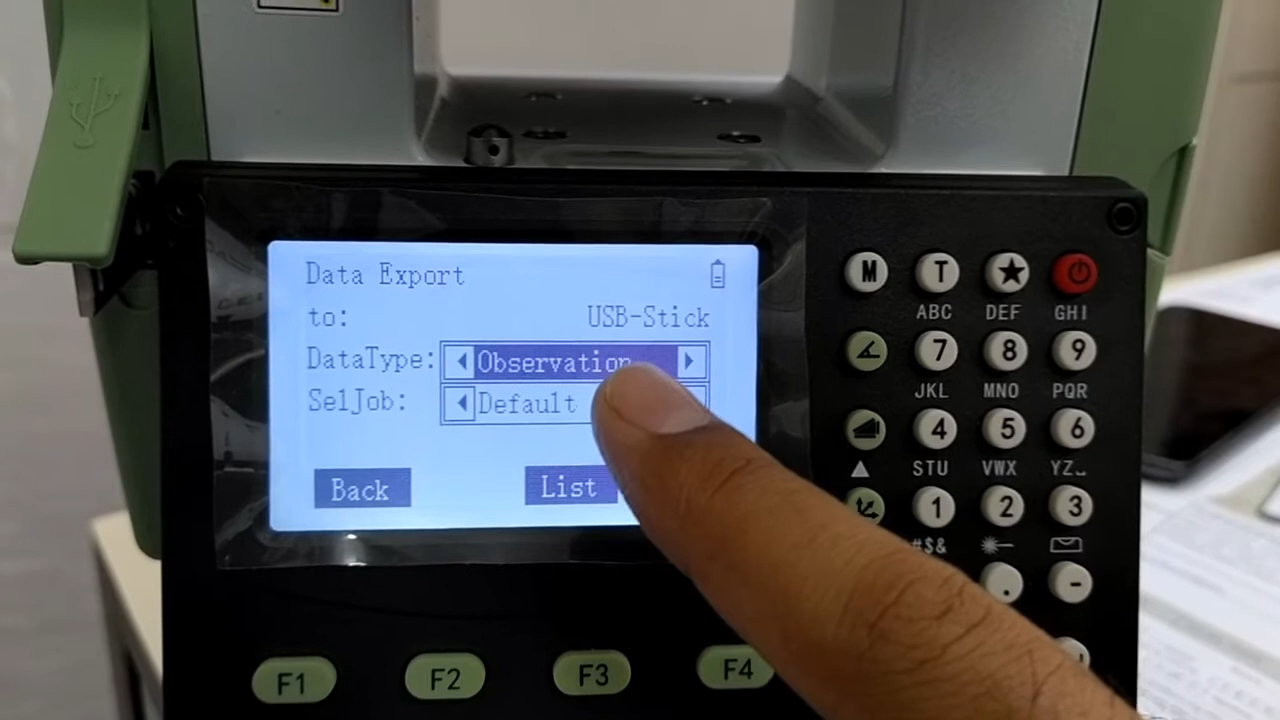 Data Export
to: USB-Stick
DataType: Observation
SelJob: Default
Back List
M T
ABC DEF GHI
7 8 9
JKL MNO PQR
4 5 6
STU VWX YZ
1 2 3
#$&
. -
F1 F2 F3 F4